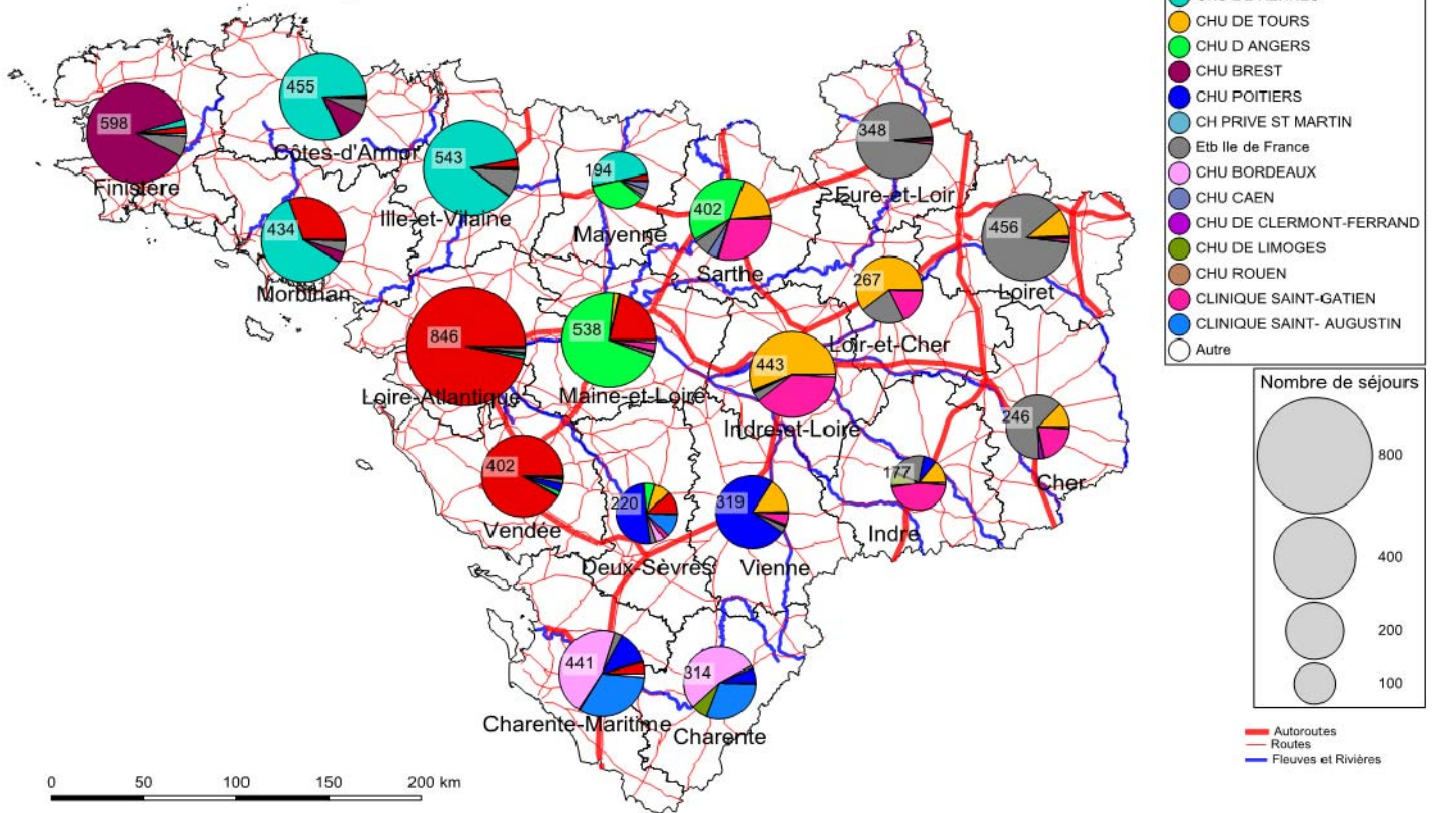 CHU DE TOURS
CHU D ANGERS
CHU BREST
CHU POITIERS
CH PRIVE ST MARTIN
Etb Ile de France
CHU BORDEAUX
CHU CAEN
CHU DE CLERMONT-FERRAND
CHU DE LIMOGES
CHU ROUEN
CLINIQUE SAINT-GATIEN
CLINIQUE SAINT- AUGUSTIN
Autre
455
598
Côtes-d'Armor
Finistère
543
Ille-et-Vilaine
194
Mayenne
402
Sarthe
348
Eure-et-Loir
456
Loiret
434
Morbihan
267
Loir-et-Cher
846
Loire-Atlantique
538
Maine-et-Loire
443
Indre-et-Loire
246
Cher
402
Vendée
220
Deux-Sèvres
319
Vienne
177
Indre
441
Charente-Maritime
314
Charente
Nombre de séjours
800
400
200
100
Autoroutes
Routes
Fleuves et Rivières
0 50 100 150 200 km